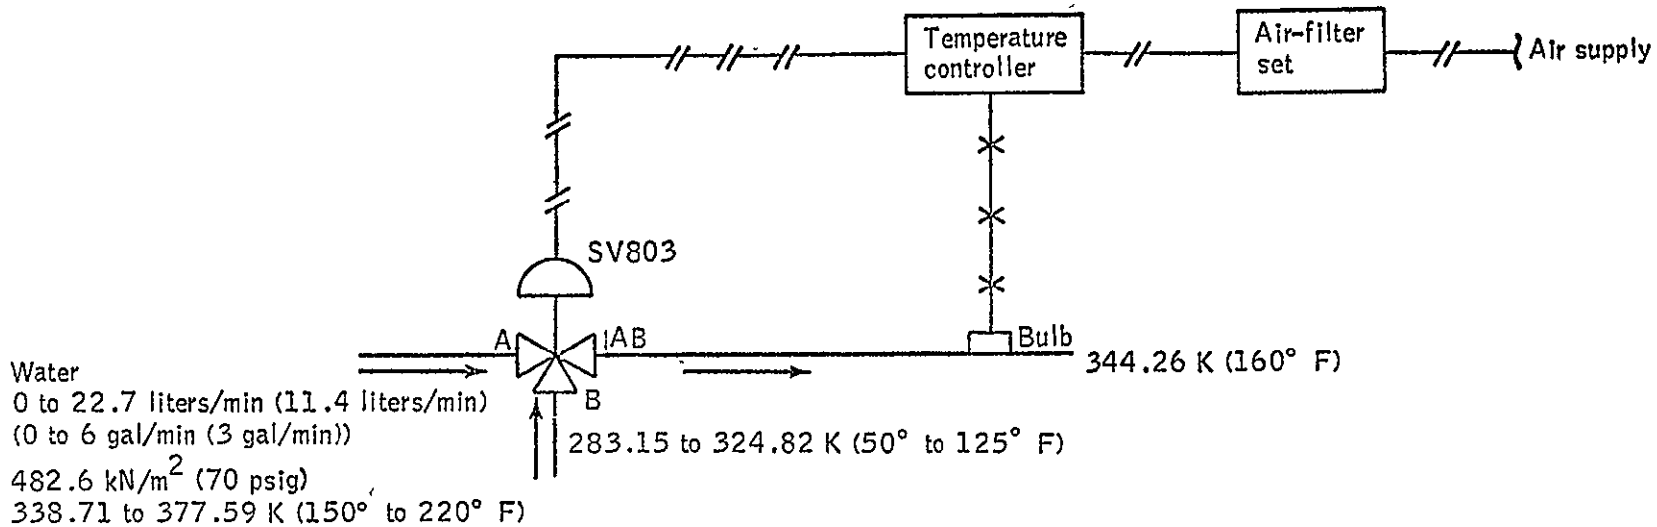 Temperature
controller
Air-filter
set
Air supply
SV803
A
AB
B
Bulb
344.26 K (160° F)
Water
0 to 22.7 liters/min (11.4 liters/min)
(0 to 6 gal/min (3 gal/min))
482.6 kN/m² (70 psig)
338.71 to 377.59 K (150° to 220° F)
283.15 to 324.82 K (50° to 125° F)